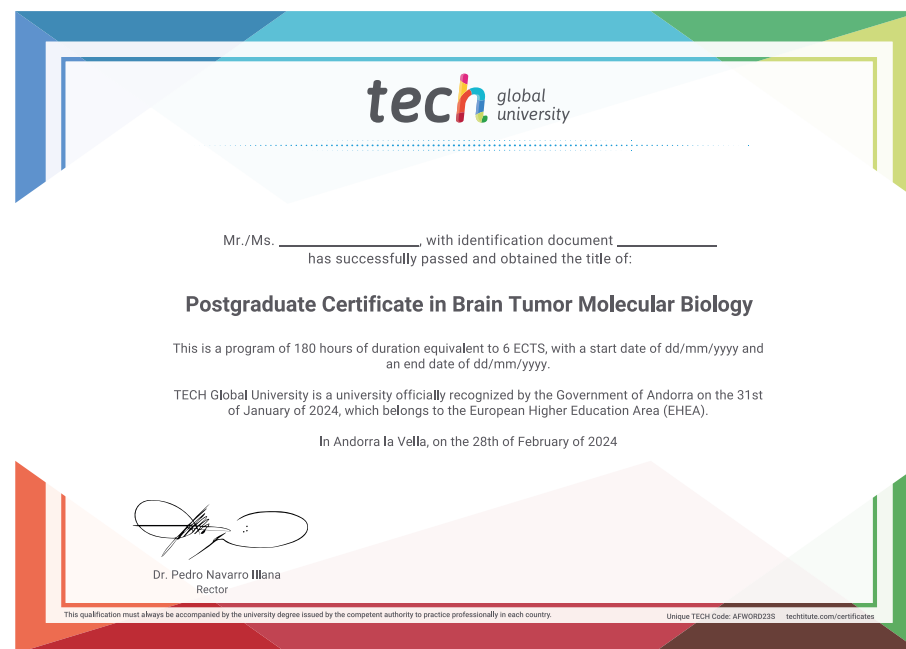 tech global
university
Mr./Ms. ____________, with identification document ____________
has successfully passed and obtained the title of:
Postgraduate Certificate in Brain Tumor Molecular Biology
This is a program of 180 hours of duration equivalent to 6 ECTS, with a start date of dd/mm/yyyy and
an end date of dd/mm/yyyy.
TECH Global University is a university officially recognized by the Government of Andorra on the 31st
of January of 2024, which belongs to the European Higher Education Area (EHEA).
In Andorra la Vella, on the 28th of February of 2024
Dr. Pedro Navarro Illana
Rector
This qualification must always be accompanied by the university degree issued by the competent authority to practice professionally in each country.
Unique TECH Code: AFWORD23S techtitute.com/certificates